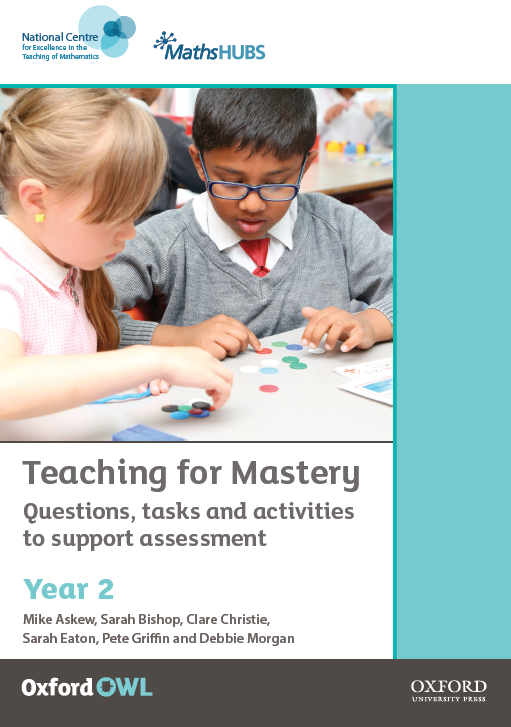 National Centre
for Excellence in the
Teaching of Mathematics
MathsHUBS
Teaching for Mastery
Questions, tasks and activities
to support assessment
Year 2
Mike Askew, Sarah Bishop, Clare Christie,
Sarah Eaton, Pete Griffin and Debbie Morgan
Oxford OWL
OXFORD
UNIVERSITY PRESS